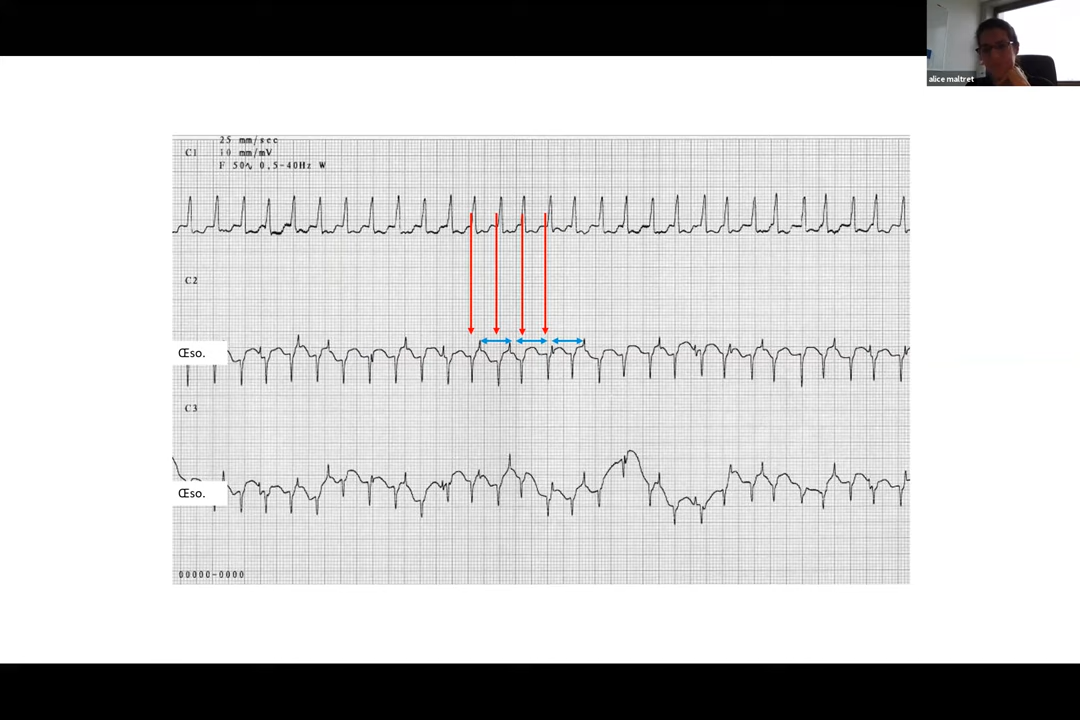 alice maltret
25 mm/sec
C1 10 mm/mV
F 50∿ 0,5-40Hz W
C2
Œso.
C3
Œso.
00000-0000